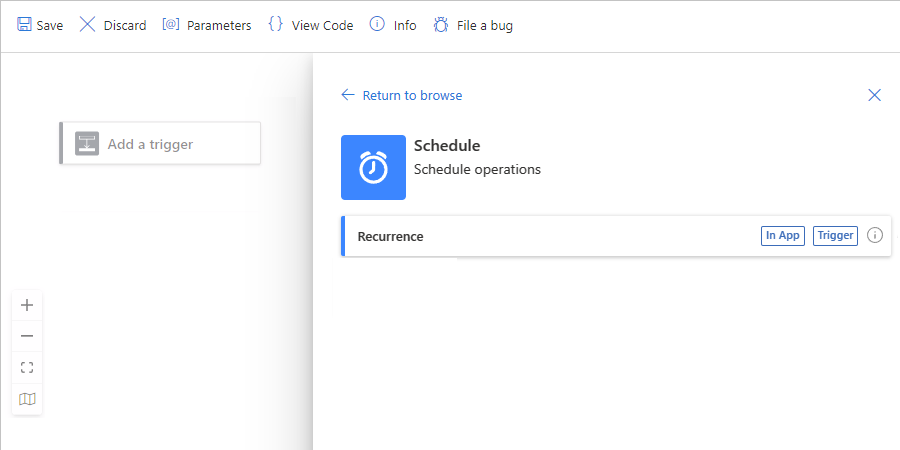 Save Discard [@] Parameters {} View Code Info File a bug
Return to browse
Add a trigger
Schedule
Schedule operations
Recurrence In App Trigger